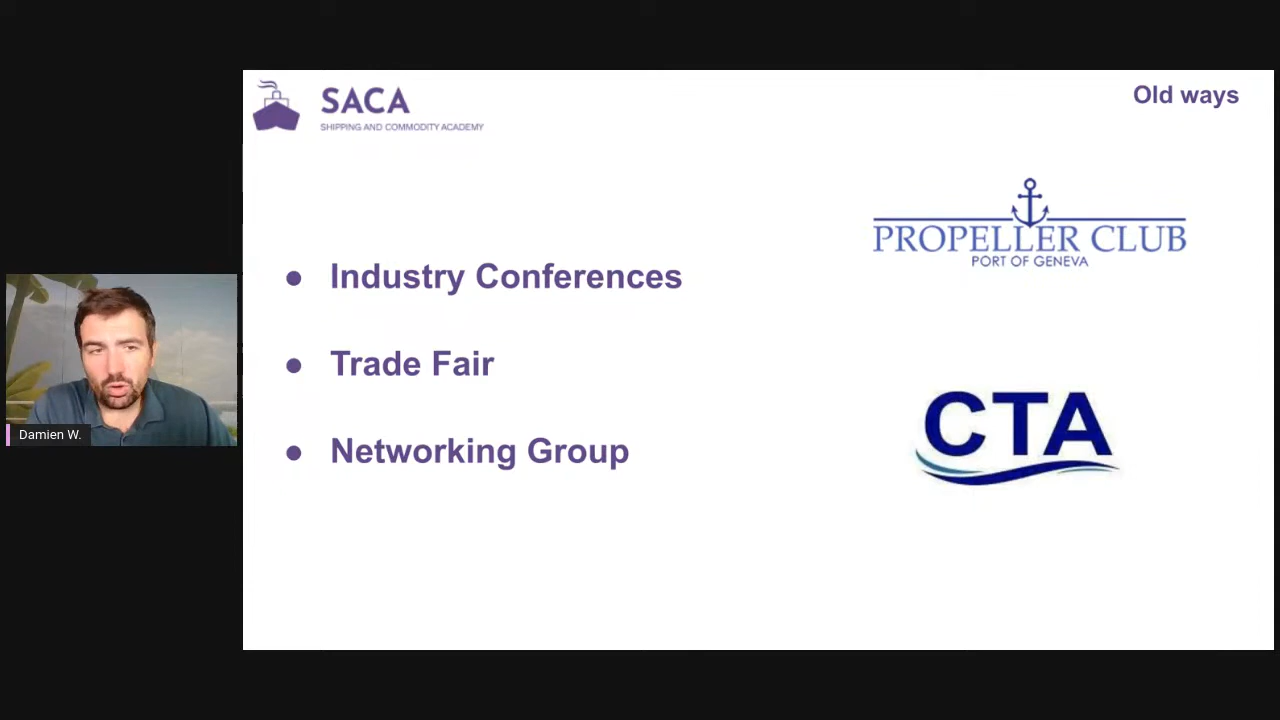 SACA
SHIPPING AND COMMODITY ACADEMY
Old ways
PROPELLER CLUB
PORT OF GENEVA
● Industry Conferences
● Trade Fair
● Networking Group
CTA
Damien W.